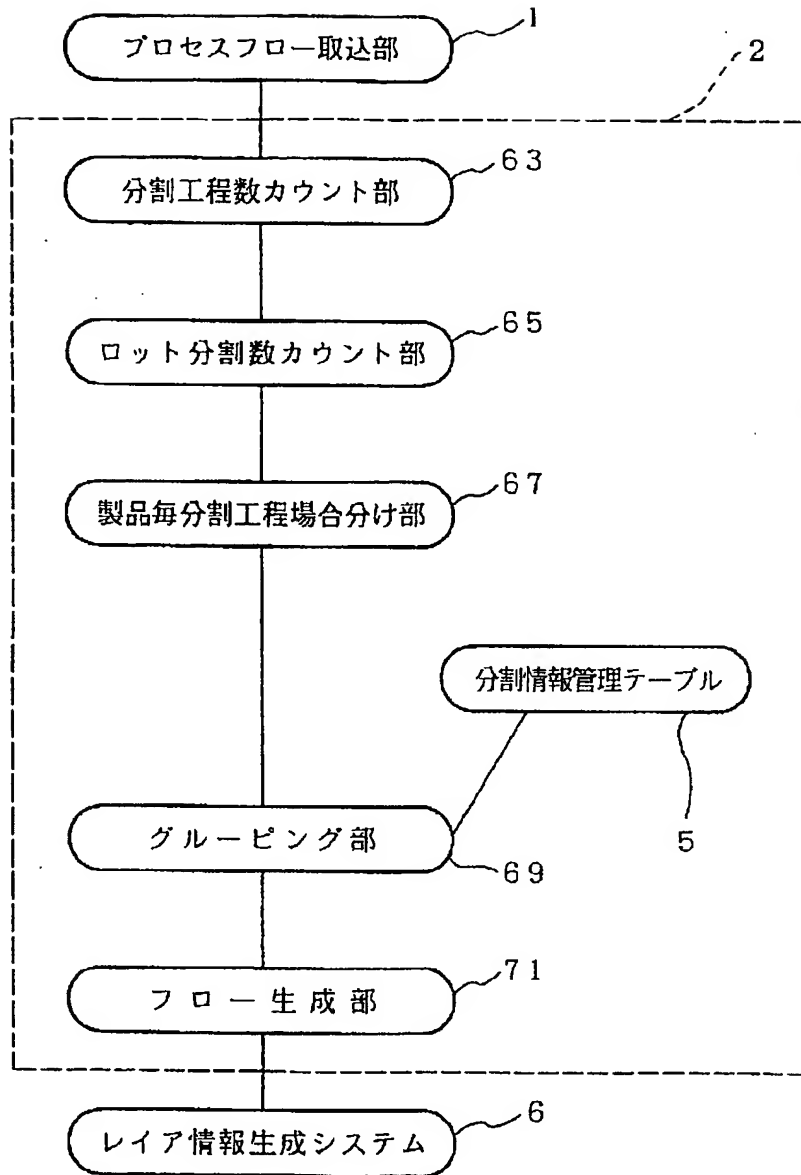 プロセスフロー取込部
1
2
分割工程数カウント部
63
ロット分割数カウント部
65
製品毎分割工程場合分け部
67
分割情報管理テーブル
5
グルーピング部
69
フロー生成部
71
レイア情報生成システム
6